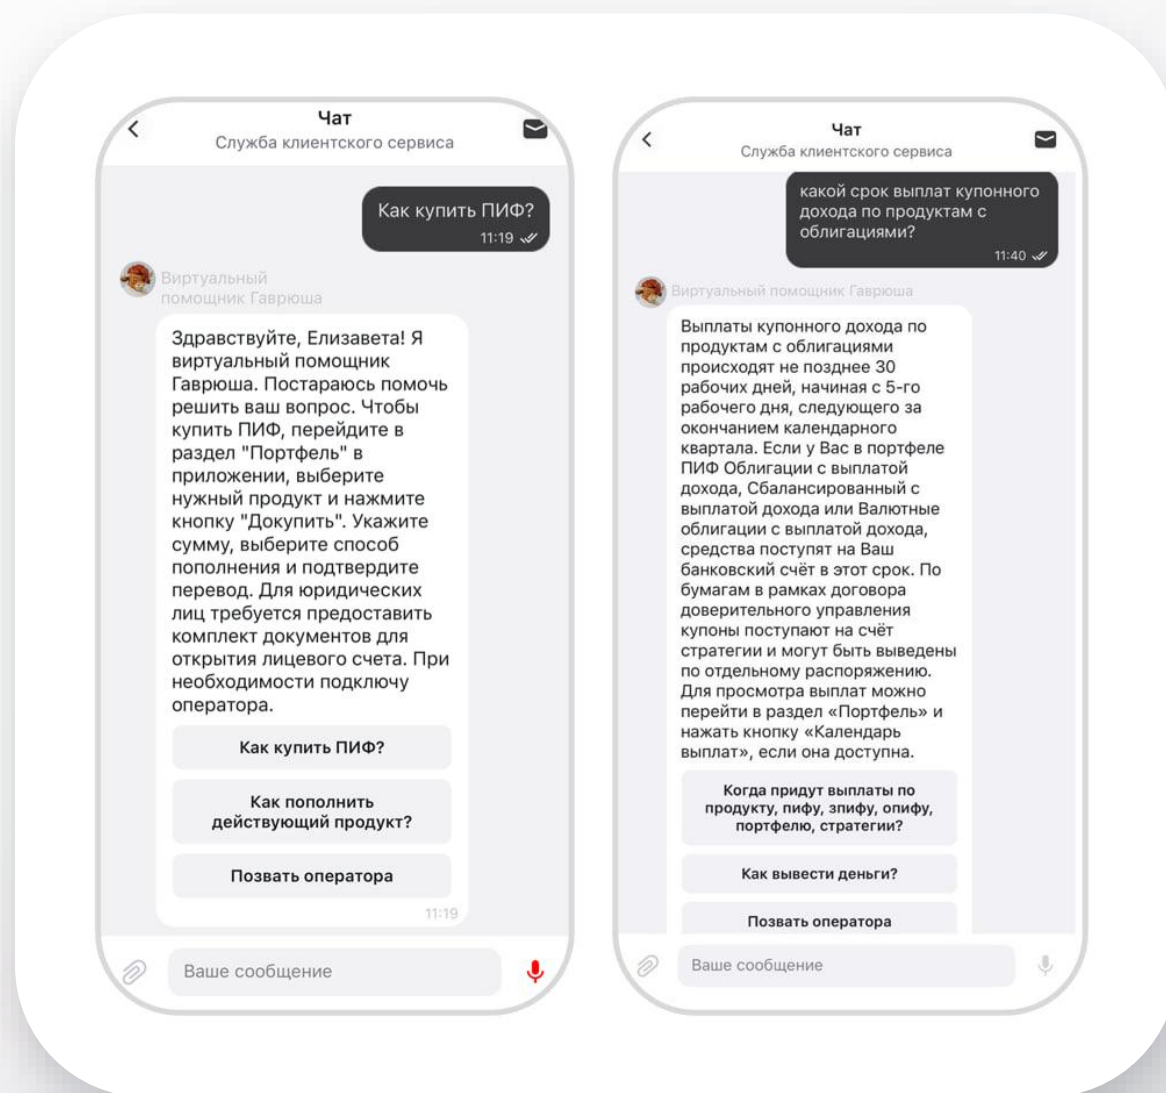 Чат
Служба клиентского сервиса
Как купить ПИФ?
11:19
Виртуальный
помощник Гаврюша
Здравствуйте, Елизавета! Я
виртуальный помощник
Гаврюша. Постараюсь помочь
решить ваш вопрос. Чтобы
купить ПИФ, перейдите в
раздел "Портфель" в
приложении, выберите
нужный продукт и нажмите
кнопку "Докупить". Укажите
сумму, выберите способ
пополнения и подтвердите
перевод. Для юридических
лиц требуется предоставить
комплект документов для
открытия лицевого счета. При
необходимости подключу
оператора.
Как купить ПИФ?
Как пополнить
действующий продукт?
Позвать оператора
11:19
Ваше сообщение
Чат
Служба клиентского сервиса
какой срок выплат купонного
дохода по продуктам с
облигациями?
11:40
Виртуальный помощник Гаврюша
Выплаты купонного дохода по
продуктам с облигациями
происходят не позднее 30
рабочих дней, начиная с 5-го
рабочего дня, следующего за
окончанием календарного
квартала. Если у Вас в портфеле
ПИФ Облигации с выплатой
дохода, Сбалансированный с
выплатой дохода или Валютные
облигации с выплатой дохода,
средства поступят на Ваш
банковский счёт в этот срок. По
бумагам в рамках договора
доверительного управления
купоны поступают на счёт
стратегии и могут быть выведены
по отдельному распоряжению.
Для просмотра выплат можно
перейти в раздел «Портфель» и
нажать кнопку «Календарь
выплат», если она доступна.
Когда придут выплаты по
продукту, пифу, зпифу, опифу,
портфелю, стратегии?
Как вывести деньги?
Позвать оператора
Ваше сообщение